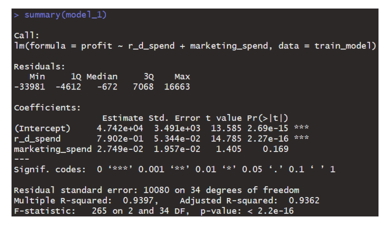 > summary(model_1)
Call:
lm(formula = profit ~ r_d_spend + marketing_spend, data = train_model)
Residuals:
Min 1Q Median 3Q Max
-33981 -4612 -672 7068 16663
Coefficients:
Estimate Std. Error t value Pr(>|t|)
(Intercept) 4.742e+04 3.491e+03 13.585 2.69e-15 ***
r_d_spend 7.902e-01 5.344e-02 14.785 2.27e-16 ***
marketing_spend 2.749e-02 1.957e-02 1.405 0.169
---
Signif. codes: 0 ‘***’ 0.001 ‘**’ 0.01 ‘*’ 0.05 ‘.’ 0.1 ‘ ’ 1
Residual standard error: 10080 on 34 degrees of freedom
Multiple R-squared: 0.9397, Adjusted R-squared: 0.9362
F-statistic: 265 on 2 and 34 DF, p-value: < 2.2e-16